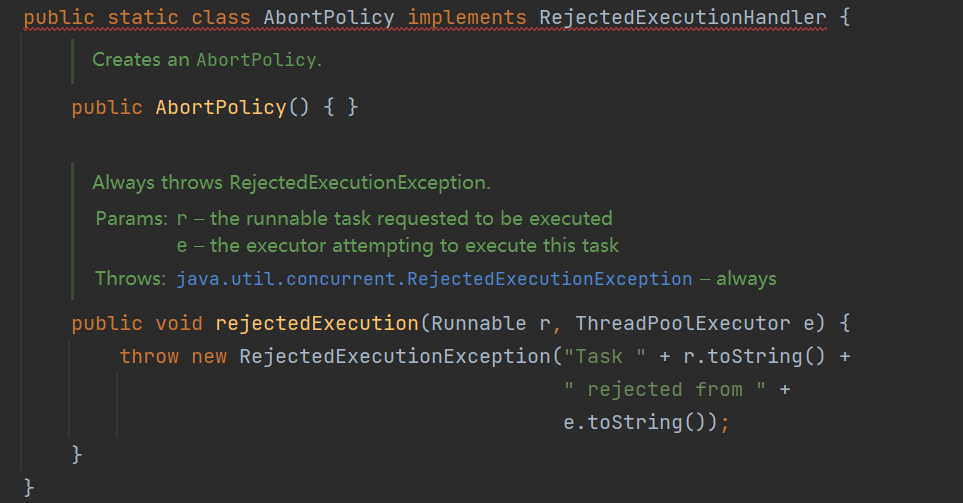 public static class AbortPolicy implements RejectedExecutionHandler {
Creates an AbortPolicy.
public AbortPolicy() { }
Always throws RejectedExecutionException.
Params: r – the runnable task requested to be executed
e – the executor attempting to execute this task
Throws: java.util.concurrent.RejectedExecutionException – always
public void rejectedExecution(Runnable r, ThreadPoolExecutor e) {
throw new RejectedExecutionException("Task " + r.toString() +
" rejected from " +
e.toString());
}
}